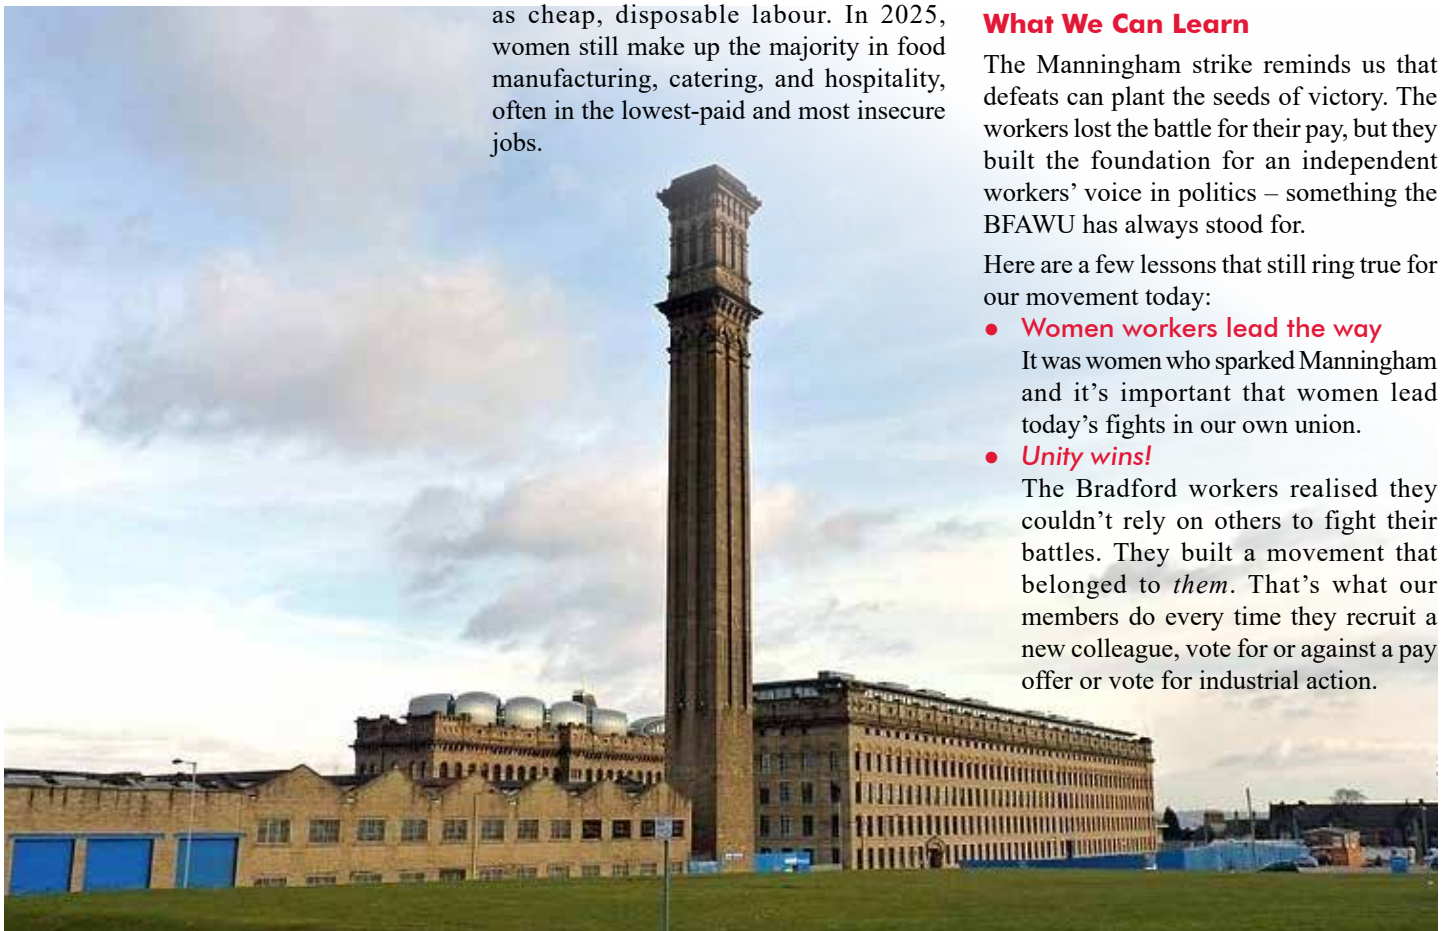 as cheap, disposable labour. In 2025,
women still make up the majority in food
manufacturing, catering, and hospitality,
often in the lowest-paid and most insecure
jobs.
What We Can Learn
The Manningham strike reminds us that
defeats can plant the seeds of victory. The
workers lost the battle for their pay, but they
built the foundation for an independent
workers’ voice in politics – something the
BFAWU has always stood for.
Here are a few lessons that still ring true for
our movement today:
● Women workers lead the way
It was women who sparked Manningham
and it’s important that women lead
today’s fights in our own union.
● Unity wins!
The Bradford workers realised they
couldn’t rely on others to fight their
battles. They built a movement that
belonged to them. That’s what our
members do every time they recruit a
new colleague, vote for or against a pay
offer or vote for industrial action.